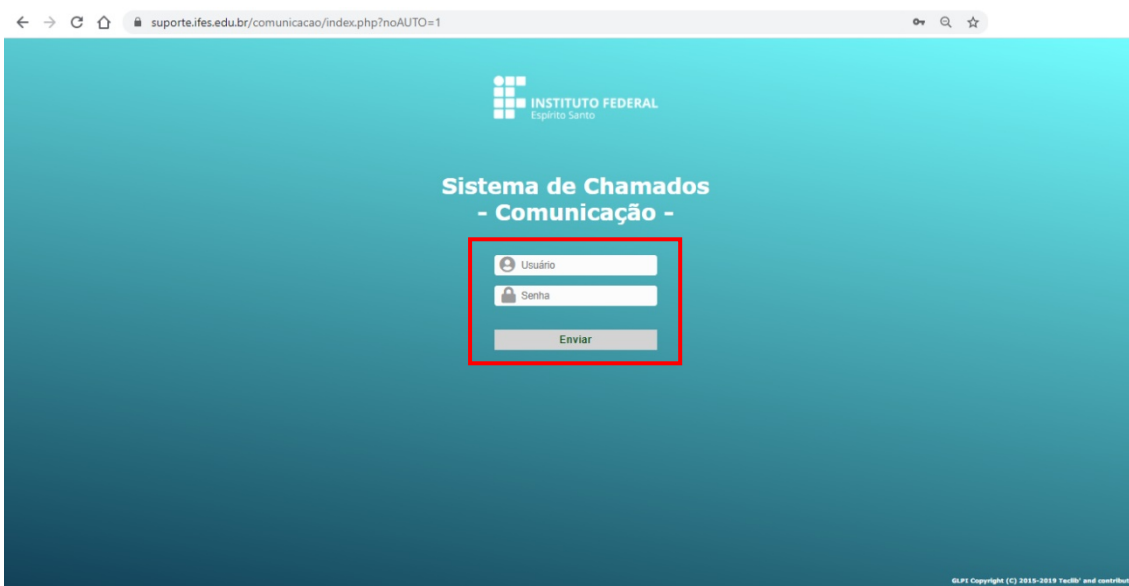 suporte.ifes.edu.br/comunicacao/index.php?noAUTO=1
INSTITUTO FEDERAL
Espírito Santo
Sistema de Chamados
- Comunicação -
Usuário
Senha
Enviar
GLPI Copyright (C) 2015-2019 Teclib' and contribut